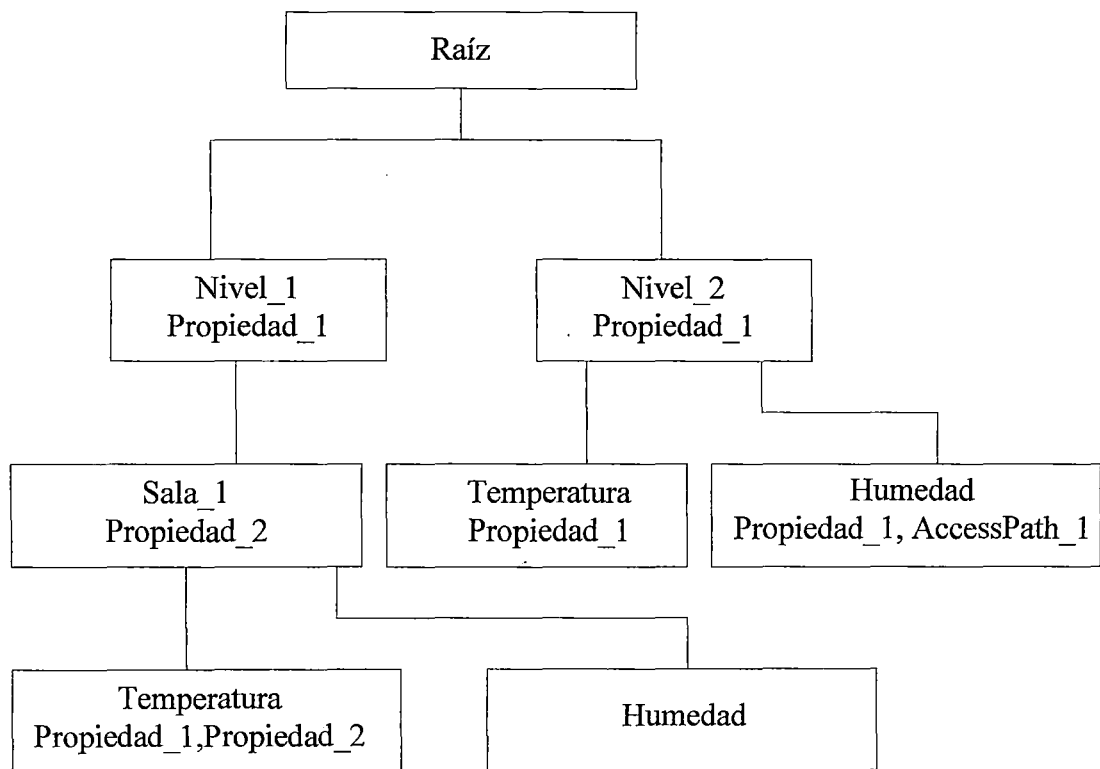 Raíz
Nivel_1
Propiedad_1
Nivel_2
Propiedad_1
Sala_1
Propiedad_2
Temperatura
Propiedad_1
Humedad
Propiedad_1, AccessPath_1
Temperatura
Propiedad_1,Propiedad_2
Humedad